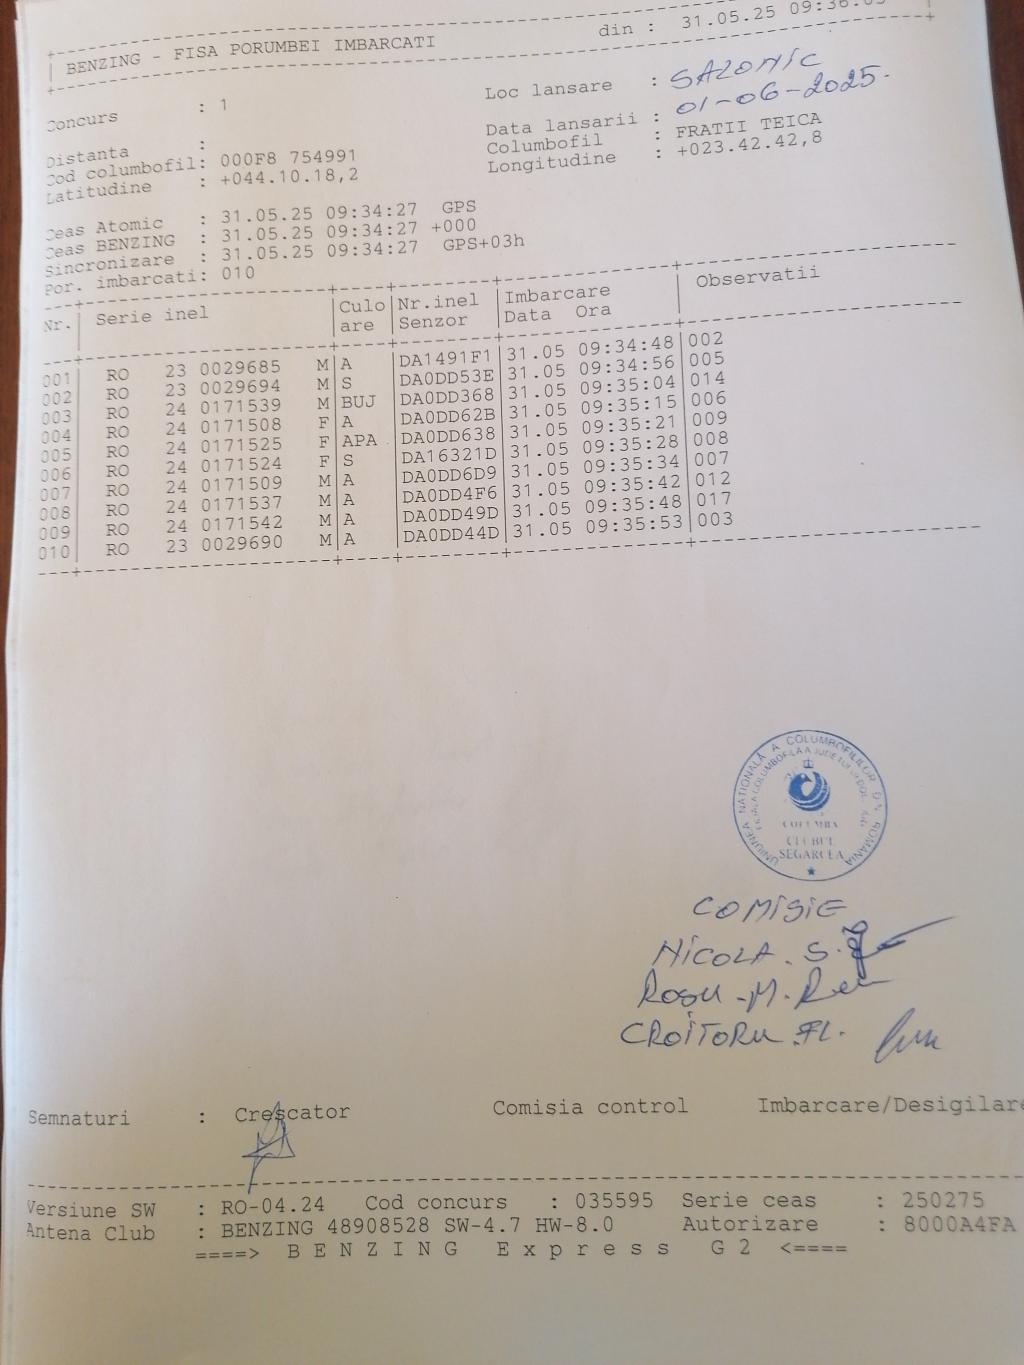 BENZING - FISA PORUMBEI IMBARCATI din : 31.05.25 09:36:05
Concurs : 1 Loc lansare : SALONIC
Data lansarii : 01-06-2025.
Distanta : Columbofil : FRATII TEICA
Cod columbofil: 000F8 754991 Longitudine : +023.42.42,8
Latitudine : +044.10.18,2
Ceas Atomic : 31.05.25 09:34:27 GPS
Ceas BENZING : 31.05.25 09:34:27 +000
Sincronizare : 31.05.25 09:34:27 GPS+03h
Por. imbarcati: 010
Nr. Serie inel Culo Nr.inel Imbarcare Observatii
are Senzor Data Ora
001 RO 23 0029685 M A DA1491F1 31.05 09:34:48 002
002 RO 23 0029694 M S DA0DD53E 31.05 09:34:56 005
003 RO 24 0171539 M BUJ DA0DD368 31.05 09:35:04 014
004 RO 24 0171508 F A DA0DD62B 31.05 09:35:15 006
005 RO 24 0171525 F APA DA0DD638 31.05 09:35:21 009
006 RO 24 0171524 F S DA16321D 31.05 09:35:28 008
007 RO 24 0171509 M A DA0DD6D9 31.05 09:35:34 007
008 RO 24 0171537 M A DA0DD4F6 31.05 09:35:42 012
009 RO 24 0171542 M A DA0DD49D 31.05 09:35:48 017
010 RO 23 0029690 M A DA0DD44D 31.05 09:35:53 003
UNIUNEA NATIONALĂ A COLUMBOFILILOR DIN ROMANIA
COLUMBIA
CLUBUL
SEGARCEA
COMISIE
NICOLA. S.
Rosu - M.
CROITORU FL.
Semnaturi : Crescator Comisia control Imbarcare/Desigilare
Versiune SW : RO-04.24 Cod concurs : 035595 Serie ceas : 250275
Antena Club : BENZING 48908528 SW-4.7 HW-8.0 Autorizare : 8000A4FA
====> B E N Z I N G E x p r e s s G 2 <====